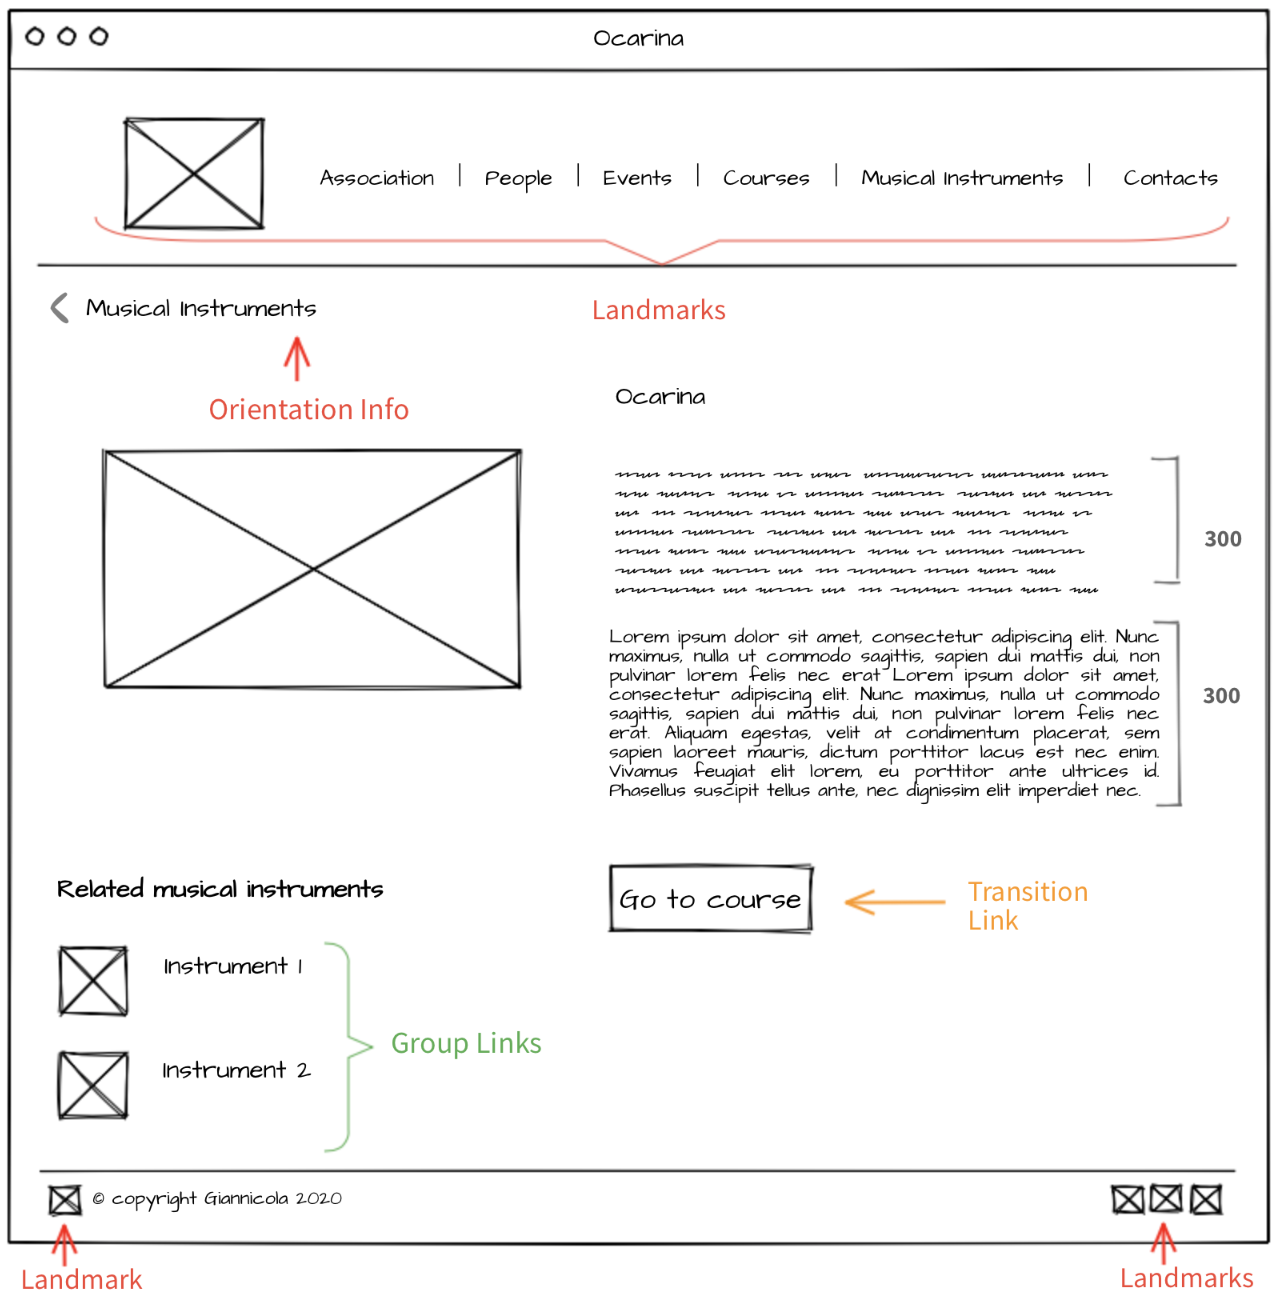 Ocarina
Association | People | Events | Courses | Musical Instruments | Contacts
Musical Instruments
Landmarks
Orientation Info
Ocarina
300
Lorem ipsum dolor sit amet, consectetur adipiscing elit. Nunc
maximus, nulla ut commodo sagittis, sapien dui mattis dui, non
pulvinar lorem felis nec erat Lorem ipsum dolor sit amet,
consectetur adipiscing elit. Nunc maximus, nulla ut commodo
sagittis, sapien dui mattis dui, non pulvinar lorem felis nec
erat. Aliquam egestas, velit at condimentum placerat, sem
sapien laoreet mauris, dictum porttitor lacus est nec enim.
Vivamus feugiat elit lorem, eu porttitor ante ultrices id.
Phasellus suscipit tellus ante, nec dignissim elit imperdiet nec.
300
Go to course
Transition
Link
Related musical instruments
Instrument 1
Instrument 2
Group Links
© copyright Giannicola 2020
Landmark
Landmarks